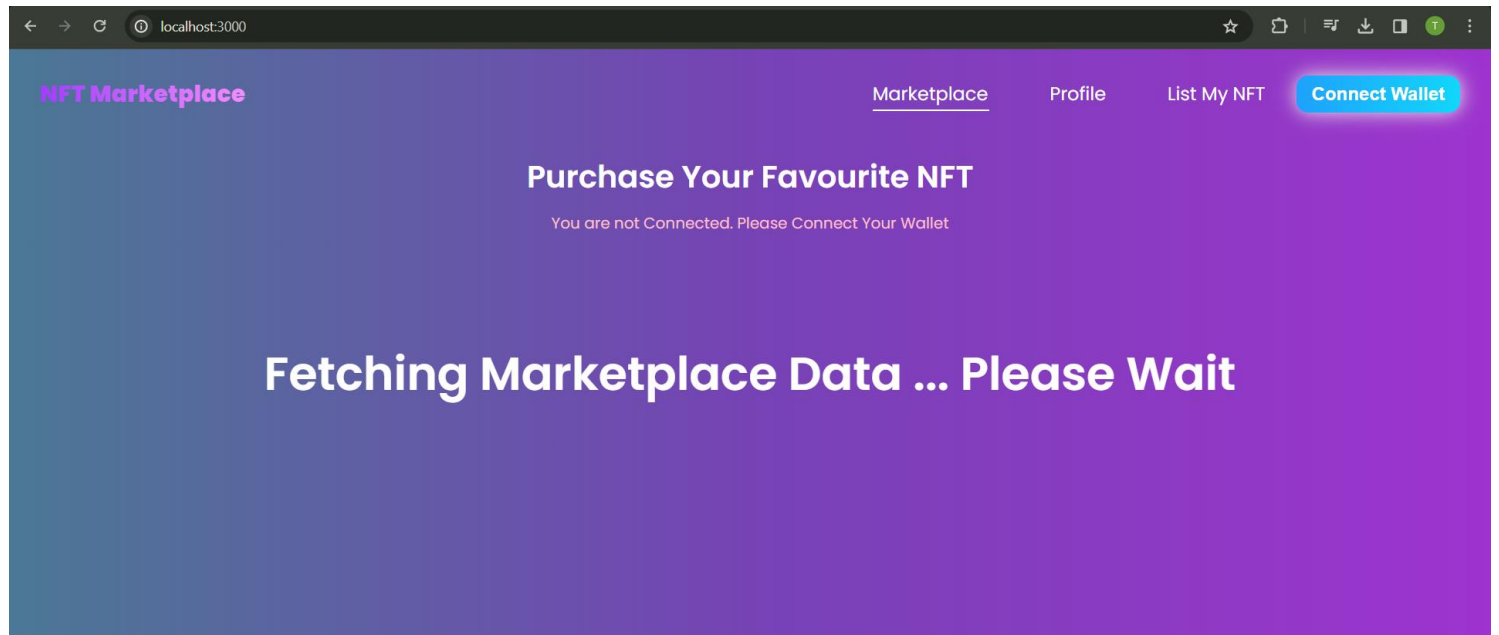 localhost:3000
NFT Marketplace
Marketplace
Profile
List My NFT
Connect Wallet
Purchase Your Favourite NFT
You are not Connected. Please Connect Your Wallet
Fetching Marketplace Data ... Please Wait
T